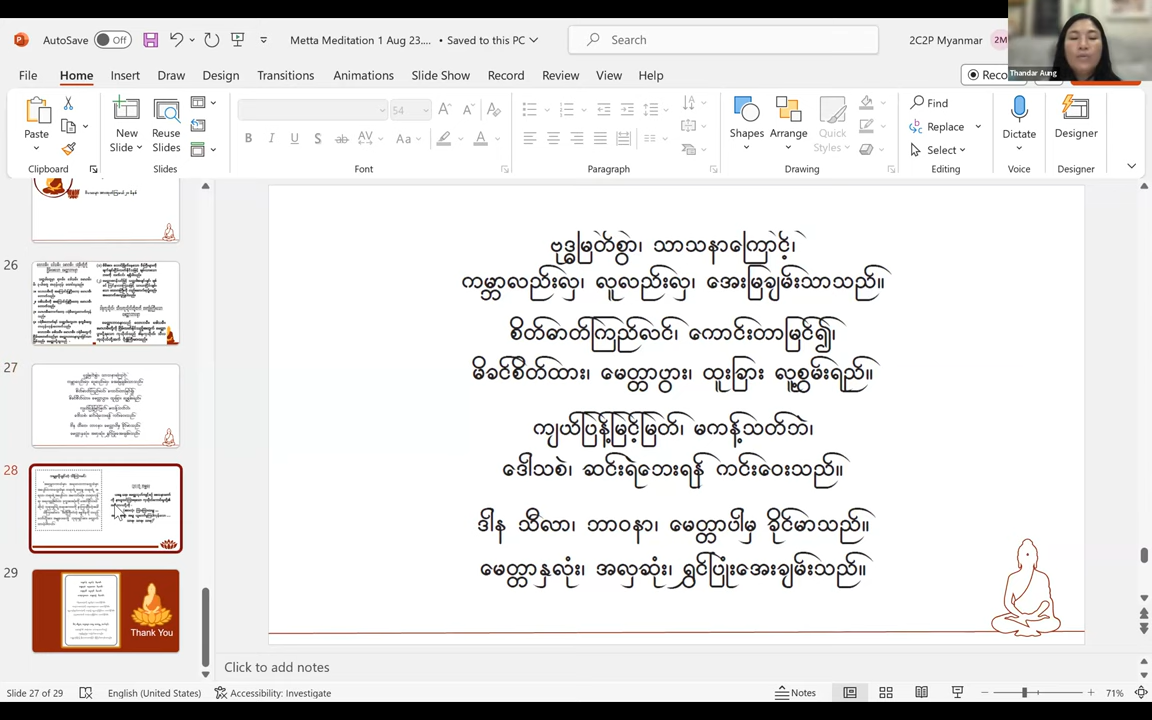 AutoSave Off Metta Meditation 1 Aug 23.... • Saved to this PC Search 2C2P Myanmar 2M
Thandar Aung
File Home Insert Draw Design Transitions Animations Slide Show Record Review View Help
Paste New Slide Reuse Slides 54 Shapes Arrange Quick Styles Find Replace Select Dictate Designer
Clipboard Slides Font Paragraph Drawing Editing Voice Designer
ဗုဒ္ဓမြတ်စွာ၊ သာသနာကြောင့်၊
ကမ္ဘာလည်းလှ၊ လူလည်းလှ၊ အေးမြချမ်းသာသည်။
စိတ်ဓာတ်ကြည်လင်၊ ကောင်းတာမြင်၍၊
မိခင်စိတ်ထား၊ မေတ္တာပွား၊ ထူးခြား လူ့စွမ်းရည်။
ကျယ်ပြန့်မြင့်မြတ်၊ မကန့်သတ်ဘဲ၊
ဒေါသစဲ၊ ဆင်းရဲဘေးရန် ကင်းဝေးသည်။
ဒါန သီလာ၊ ဘာဝနာ၊ မေတ္တာပါမှ ခိုင်မာသည်။
မေတ္တာနှလုံး၊ အလှဆုံး၊ ရွှင်ပြုံးအေးချမ်းသည်။
26
27
28
29
Thank You
Click to add notes
Slide 27 of 29 English (United States) Accessibility: Investigate Notes 71%